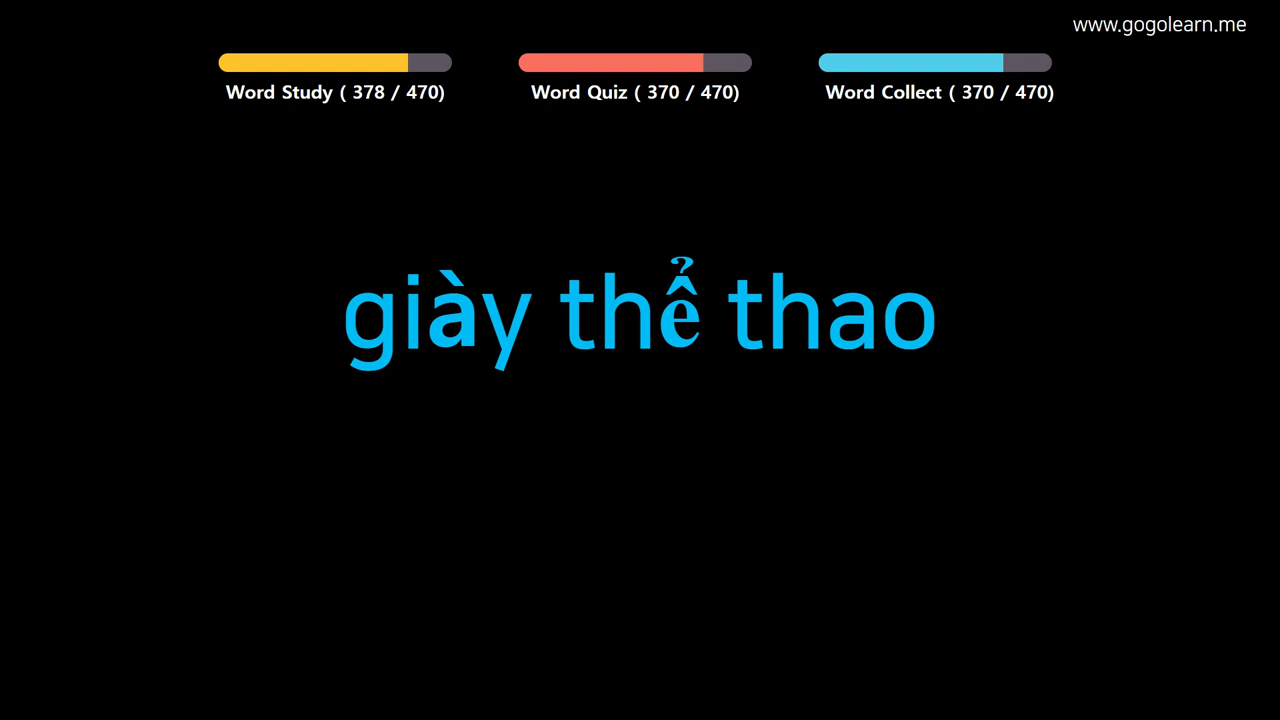 www.gogolearn.me
Word Study ( 378 / 470)
Word Quiz ( 370 / 470)
Word Collect ( 370 / 470)
giày thể thao